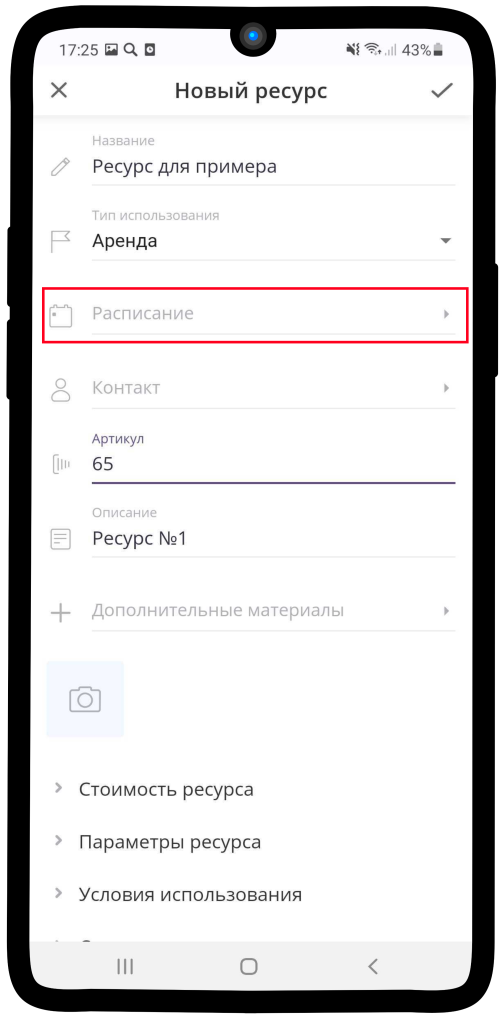 17:25 43%
Новый ресурс
Название
Ресурс для примера
Тип использования
Аренда
Расписание
Контакт
Артикул
65
Описание
Ресурс №1
Дополнительные материалы
Стоимость ресурса
Параметры ресурса
Условия использования